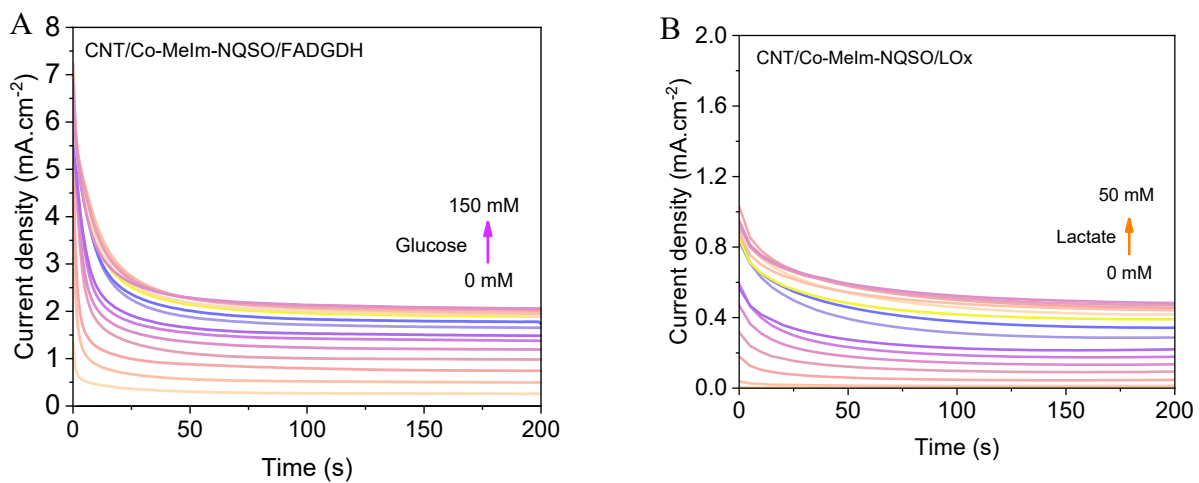 A
CNT/Co-MeIm-NQSO/FADGDH
Current density (mA.cm⁻²)
8
7
6
5
4
3
2
1
0
150 mM
Glucose
0 mM
0 50 100 150 200
Time (s)
B
CNT/Co-MeIm-NQSO/LOx
Current density (mA.cm⁻²)
2.0
1.6
1.2
0.8
0.4
0.0
50 mM
Lactate
0 mM
0 50 100 150 200
Time (s)